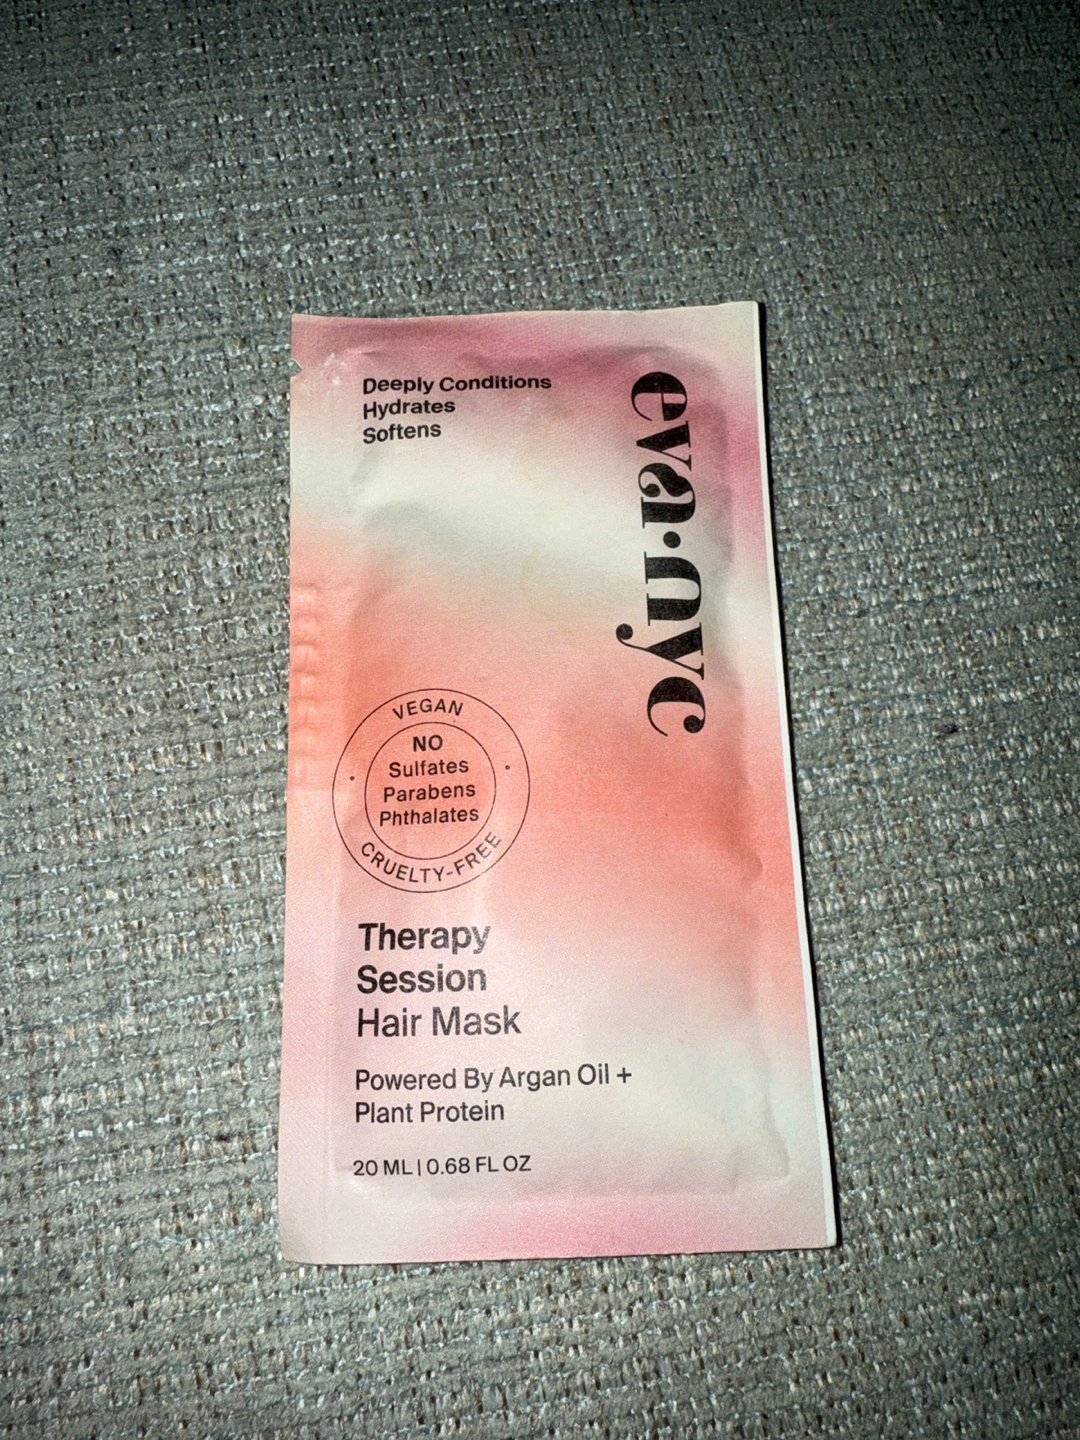 Deeply Conditions
Hydrates
Softens
eva·nyc
VEGAN
NO
Sulfates
Parabens
Phthalates
CRUELTY-FREE
Therapy
Session
Hair Mask
Powered By Argan Oil +
Plant Protein
20 ML | 0.68 FL OZ